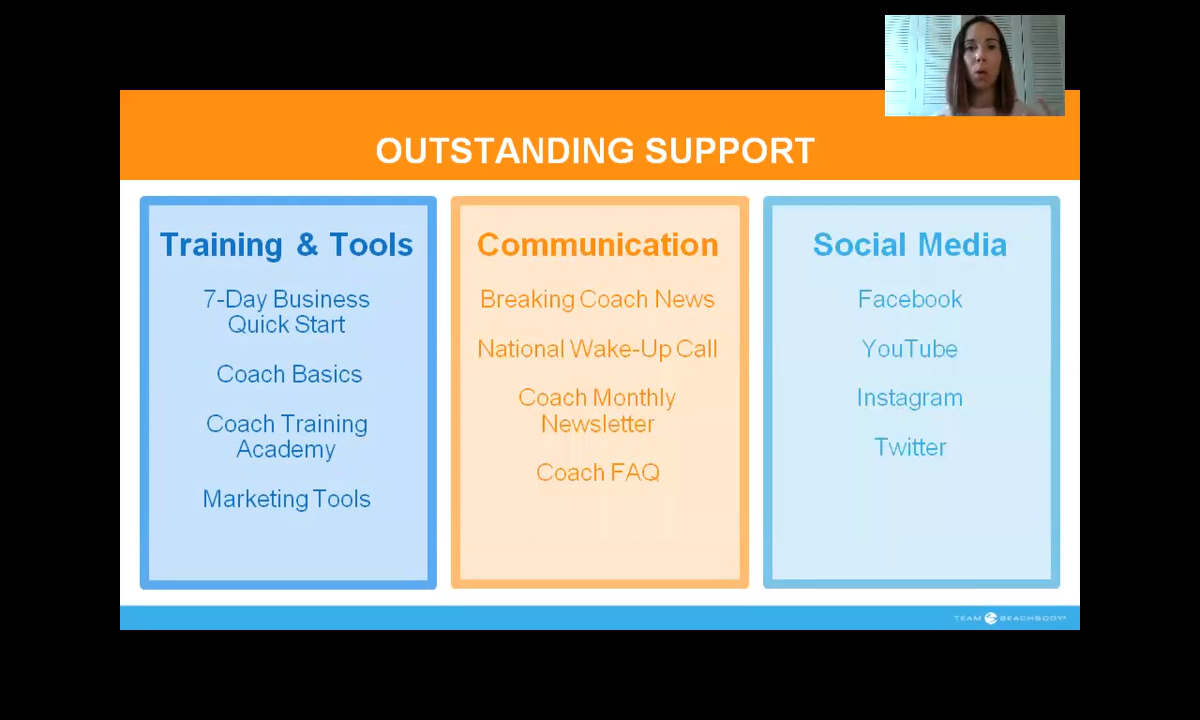 OUTSTANDING SUPPORT
Training & Tools
7-Day Business
Quick Start
Coach Basics
Coach Training
Academy
Marketing Tools
Communication
Breaking Coach News
National Wake-Up Call
Coach Monthly
Newsletter
Coach FAQ
Social Media
Facebook
YouTube
Instagram
Twitter
TEAM BEACHBODY